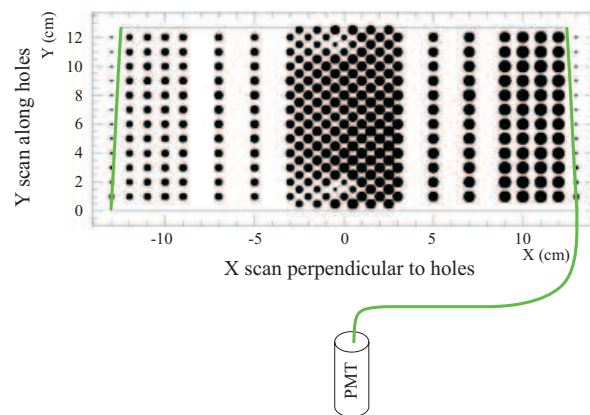 Y scan along holes
Y (cm)
12
10
8
6
4
2
0
-10 -5 0 5 10
X (cm)
X scan perpendicular to holes
PMT